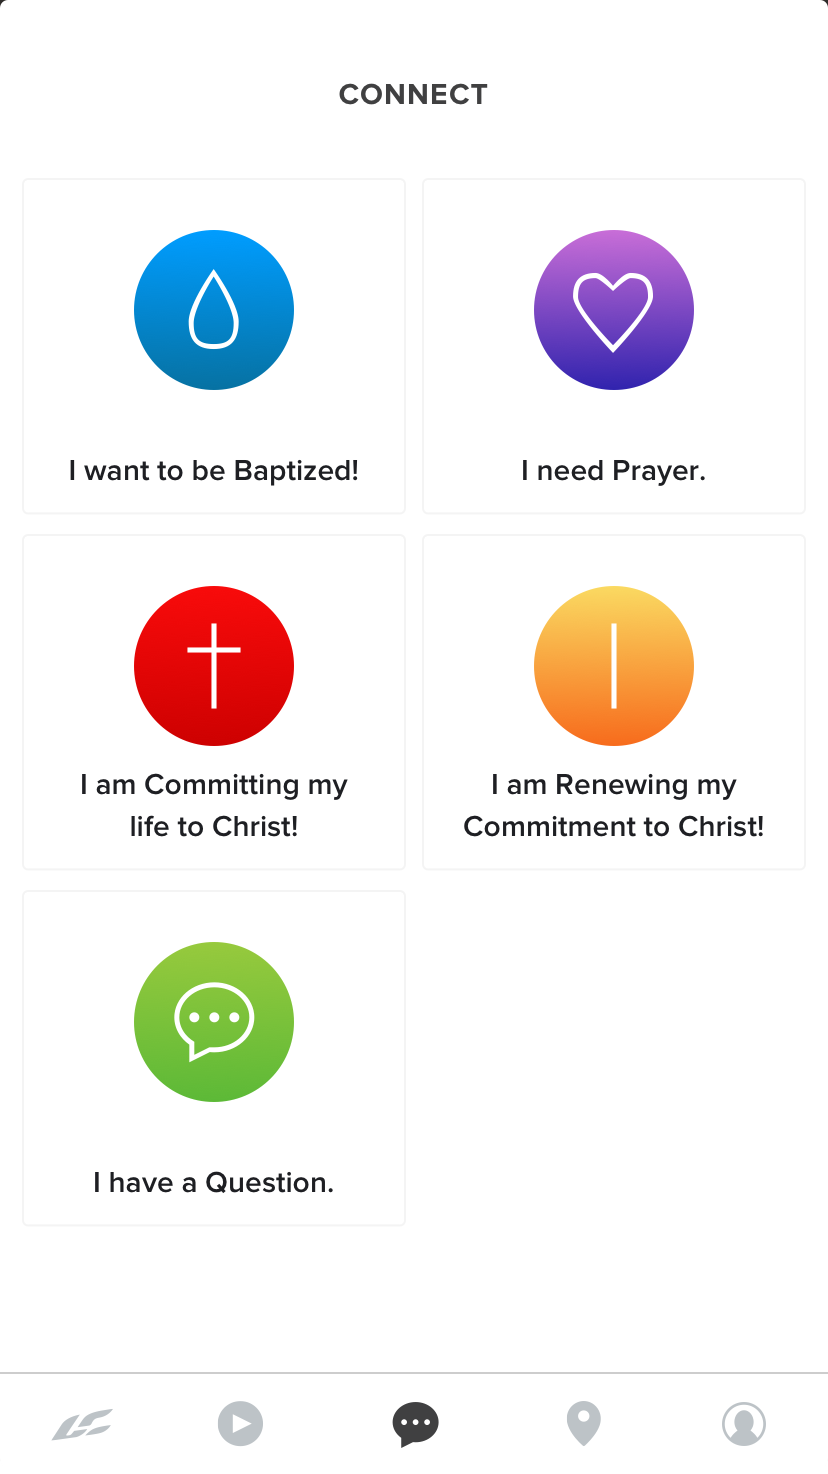 CONNECT
I want to be Baptized!
I need Prayer.
I am Committing my
life to Christ!
I am Renewing my
Commitment to Christ!
I have a Question.